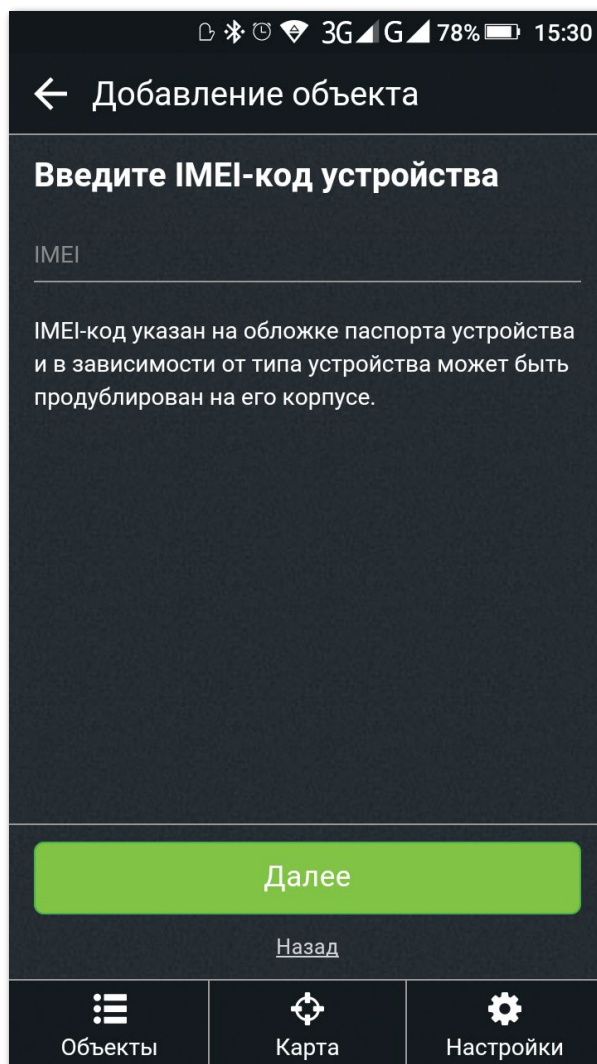 3G G 78% 15:30
Добавление объекта
Введите IMEI-код устройства
IMEI
IMEI-код указан на обложке паспорта устройства
и в зависимости от типа устройства может быть
продублирован на его корпусе.
Далее
Назад
Объекты Карта Настройки